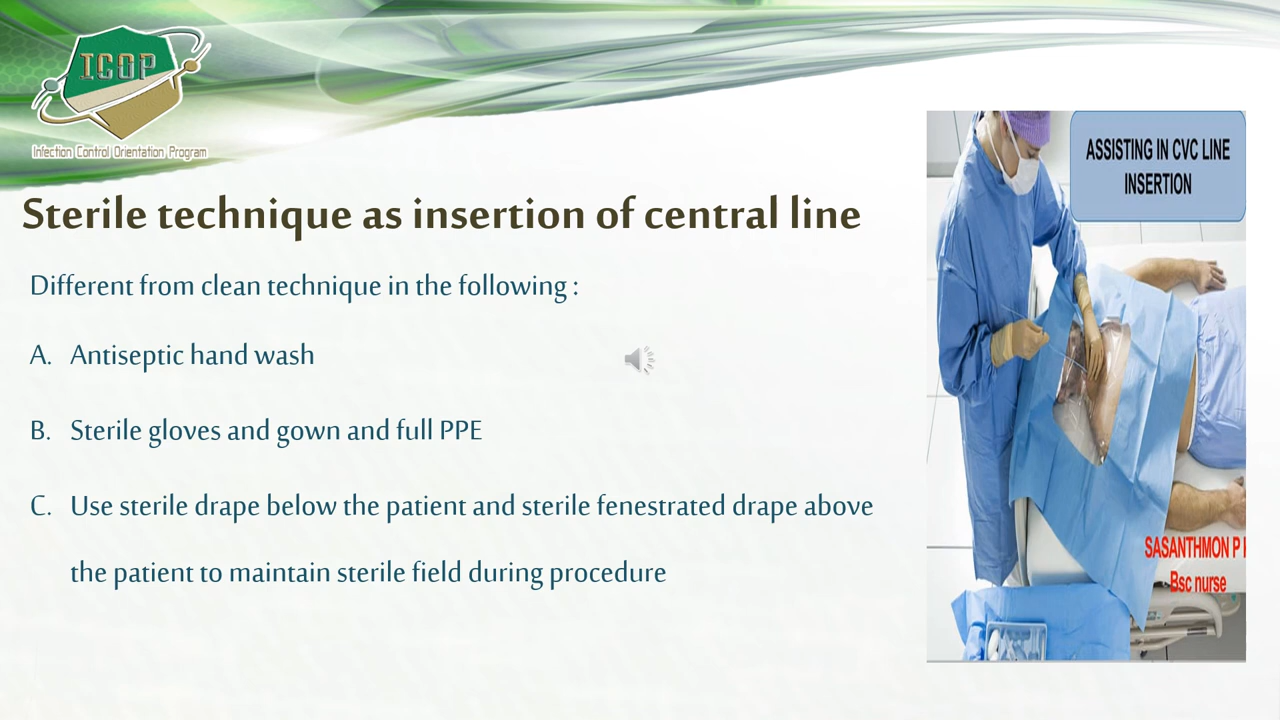 ICOP
Infection Control Orientation Program
Sterile technique as insertion of central line
Different from clean technique in the following :
A. Antiseptic hand wash
B. Sterile gloves and gown and full PPE
C. Use sterile drape below the patient and sterile fenestrated drape above
the patient to maintain sterile field during procedure
ASSISTING IN CVC LINE
INSERTION
SASANTHMON P
Bsc nurse